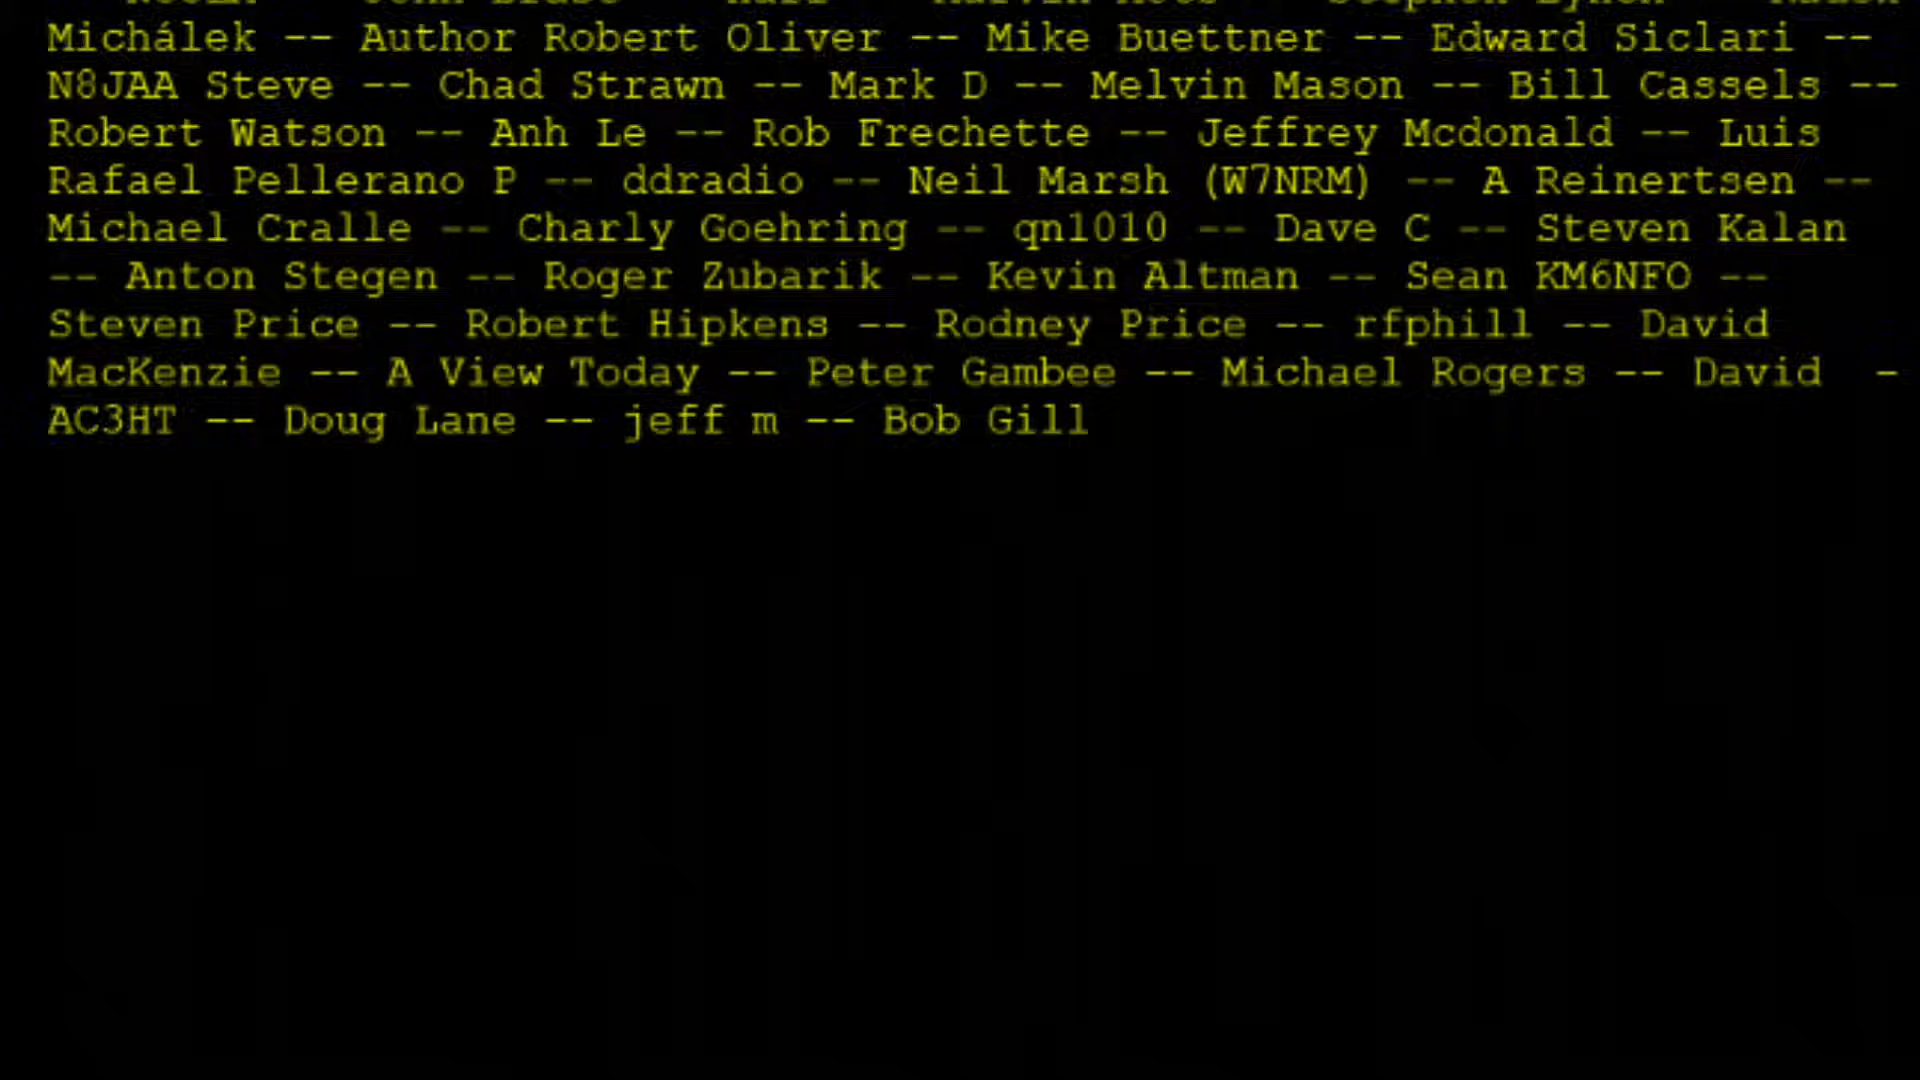 Michálek -- Author Robert Oliver -- Mike Buettner -- Edward Siclari --
N8JAA Steve -- Chad Strawn -- Mark D -- Melvin Mason -- Bill Cassels --
Robert Watson -- Anh Le -- Rob Frechette -- Jeffrey Mcdonald -- Luis
Rafael Pellerano P -- ddradio -- Neil Marsh (W7NRM) -- A Reinertsen --
Michael Cralle -- Charly Goehring -- qn1010 -- Dave C -- Steven Kalan
-- Anton Stegen -- Roger Zubarik -- Kevin Altman -- Sean KM6NFO --
Steven Price -- Robert Hipkens -- Rodney Price -- rfphill -- David
MacKenzie -- A View Today -- Peter Gambee -- Michael Rogers -- David -
AC3HT -- Doug Lane -- jeff m -- Bob Gill